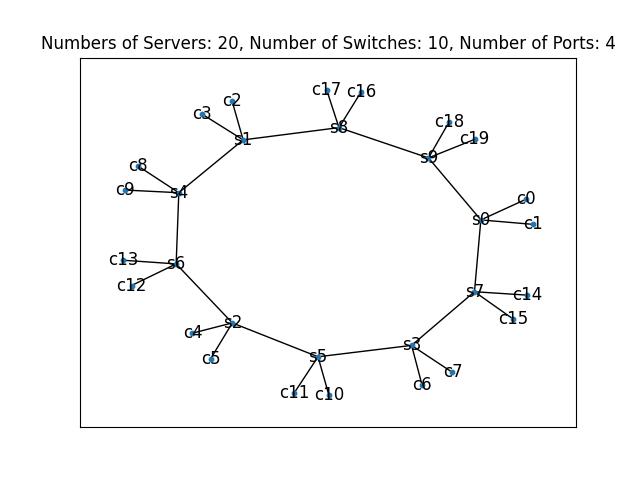 Numbers of Servers: 20, Number of Switches: 10, Number of Ports: 4
c17 c16
c2
c3
s8
c18
s1
c19
s9
c8
c9
s4
c0
s0
c1
c13
s6
c12
s7
c14
c15
s2
c4
s3
s5
c5
c7
c6
c11 c10